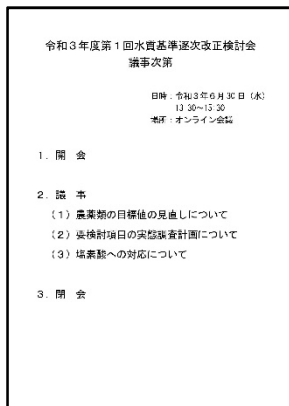 令和３年度第１回水質基準逐次改正検討会
議事次第
日時：令和３年６月３０日（水）
13:30~15:30
場所：オンライン会議
１．開　会
２．議　事
（１）農薬類の目標値の見直しについて
（２）要検討項目の実態調査計画について
（３）塩素酸への対応について
３．閉　会